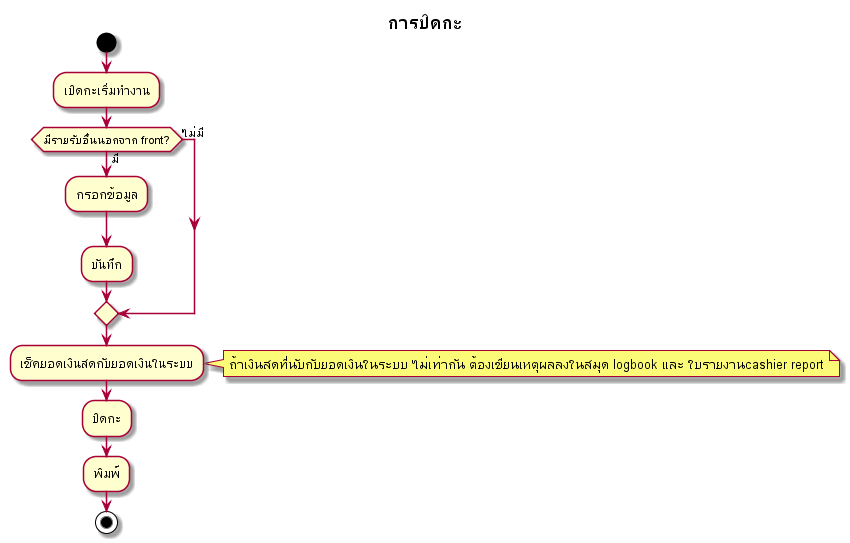 การปิดกะ
เปิดกะเริ่มทำงาน
มีรายรับอื่นนอกจาก front?
ไม่มี
มี
กรอกข้อมูล
บันทึก
เช็คยอดเงินสดกับยอดเงินในระบบ
ถ้าเงินสดที่นับกับยอดเงินในระบบ ไม่เท่ากัน ต้องเขียนเหตุผลลงในสมุด logbook และ ใบรายงานcashier report
ปิดกะ
พิมพ์